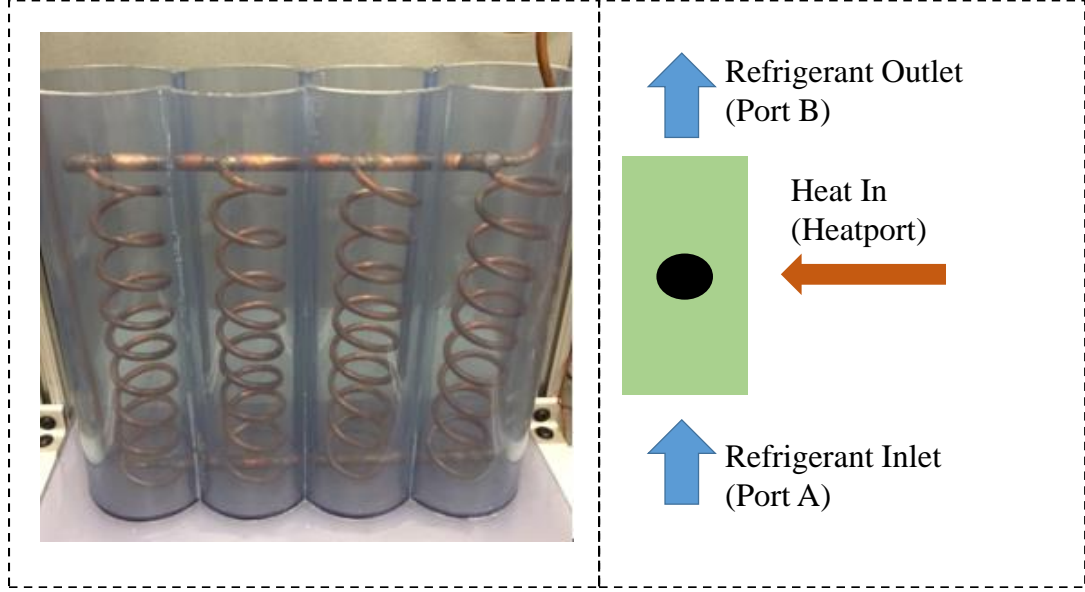 Refrigerant Outlet
(Port B)
Heat In
(Heatport)
Refrigerant Inlet
(Port A)